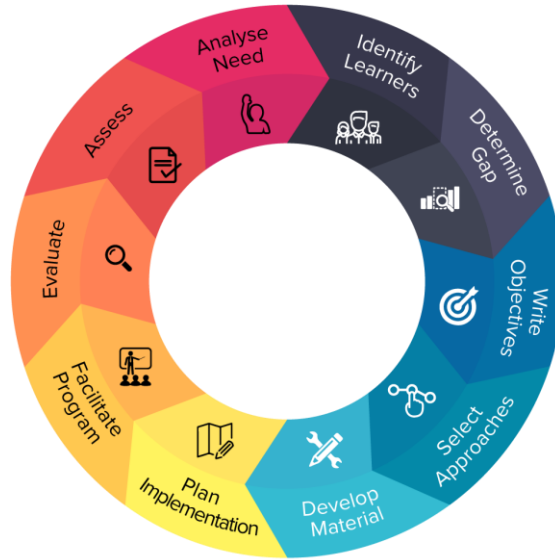 Analyse
Need
Identify
Learners
Determine
Gap
Write
Objectives
Select
Approaches
Develop
Material
Plan
Implementation
Facilitate
Program
Evaluate
Assess